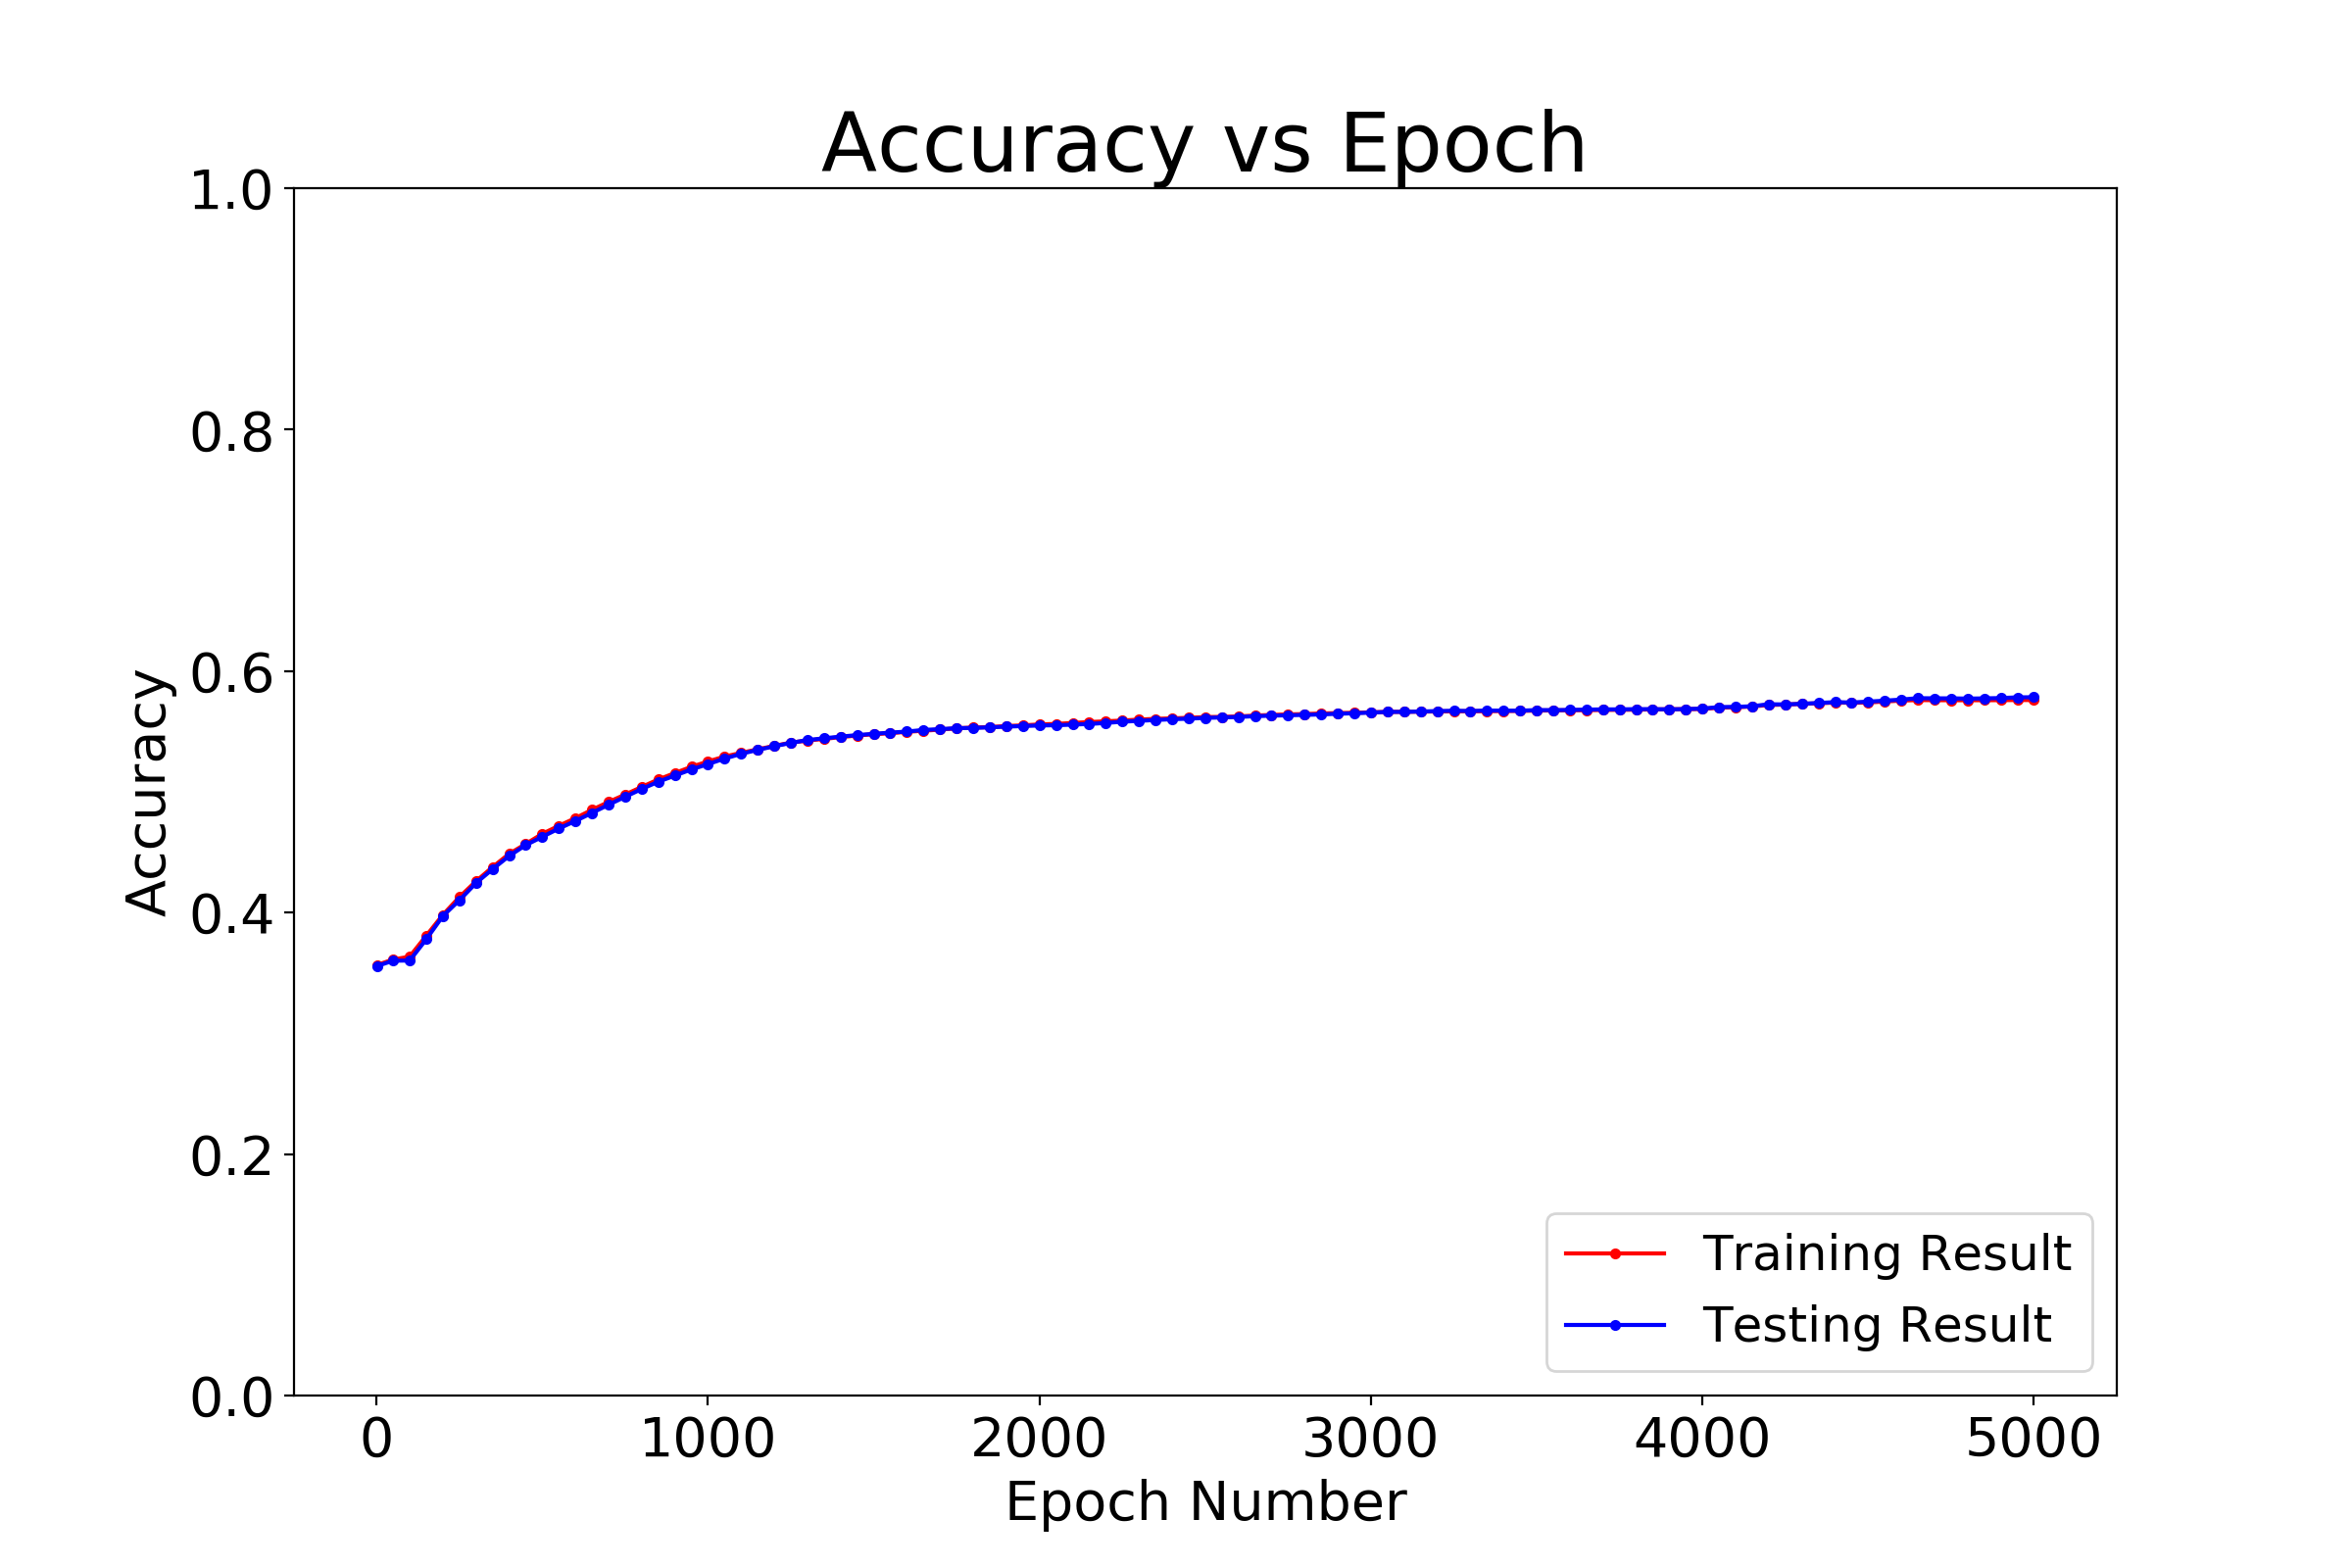 Accuracy vs Epoch
1.0
0.8
0.6
0.4
0.2
0.0
Accuracy
0 1000 2000 3000 4000 5000
Epoch Number
Training Result
Testing Result